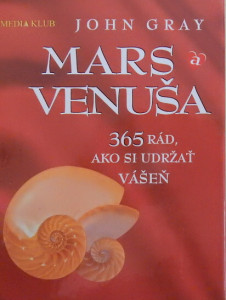 MEDIA KLUB
JOHN GRAY
MARS a
VENUŠA
365 RÁD,
AKO SI UDRŽAŤ
VÁŠEŇ